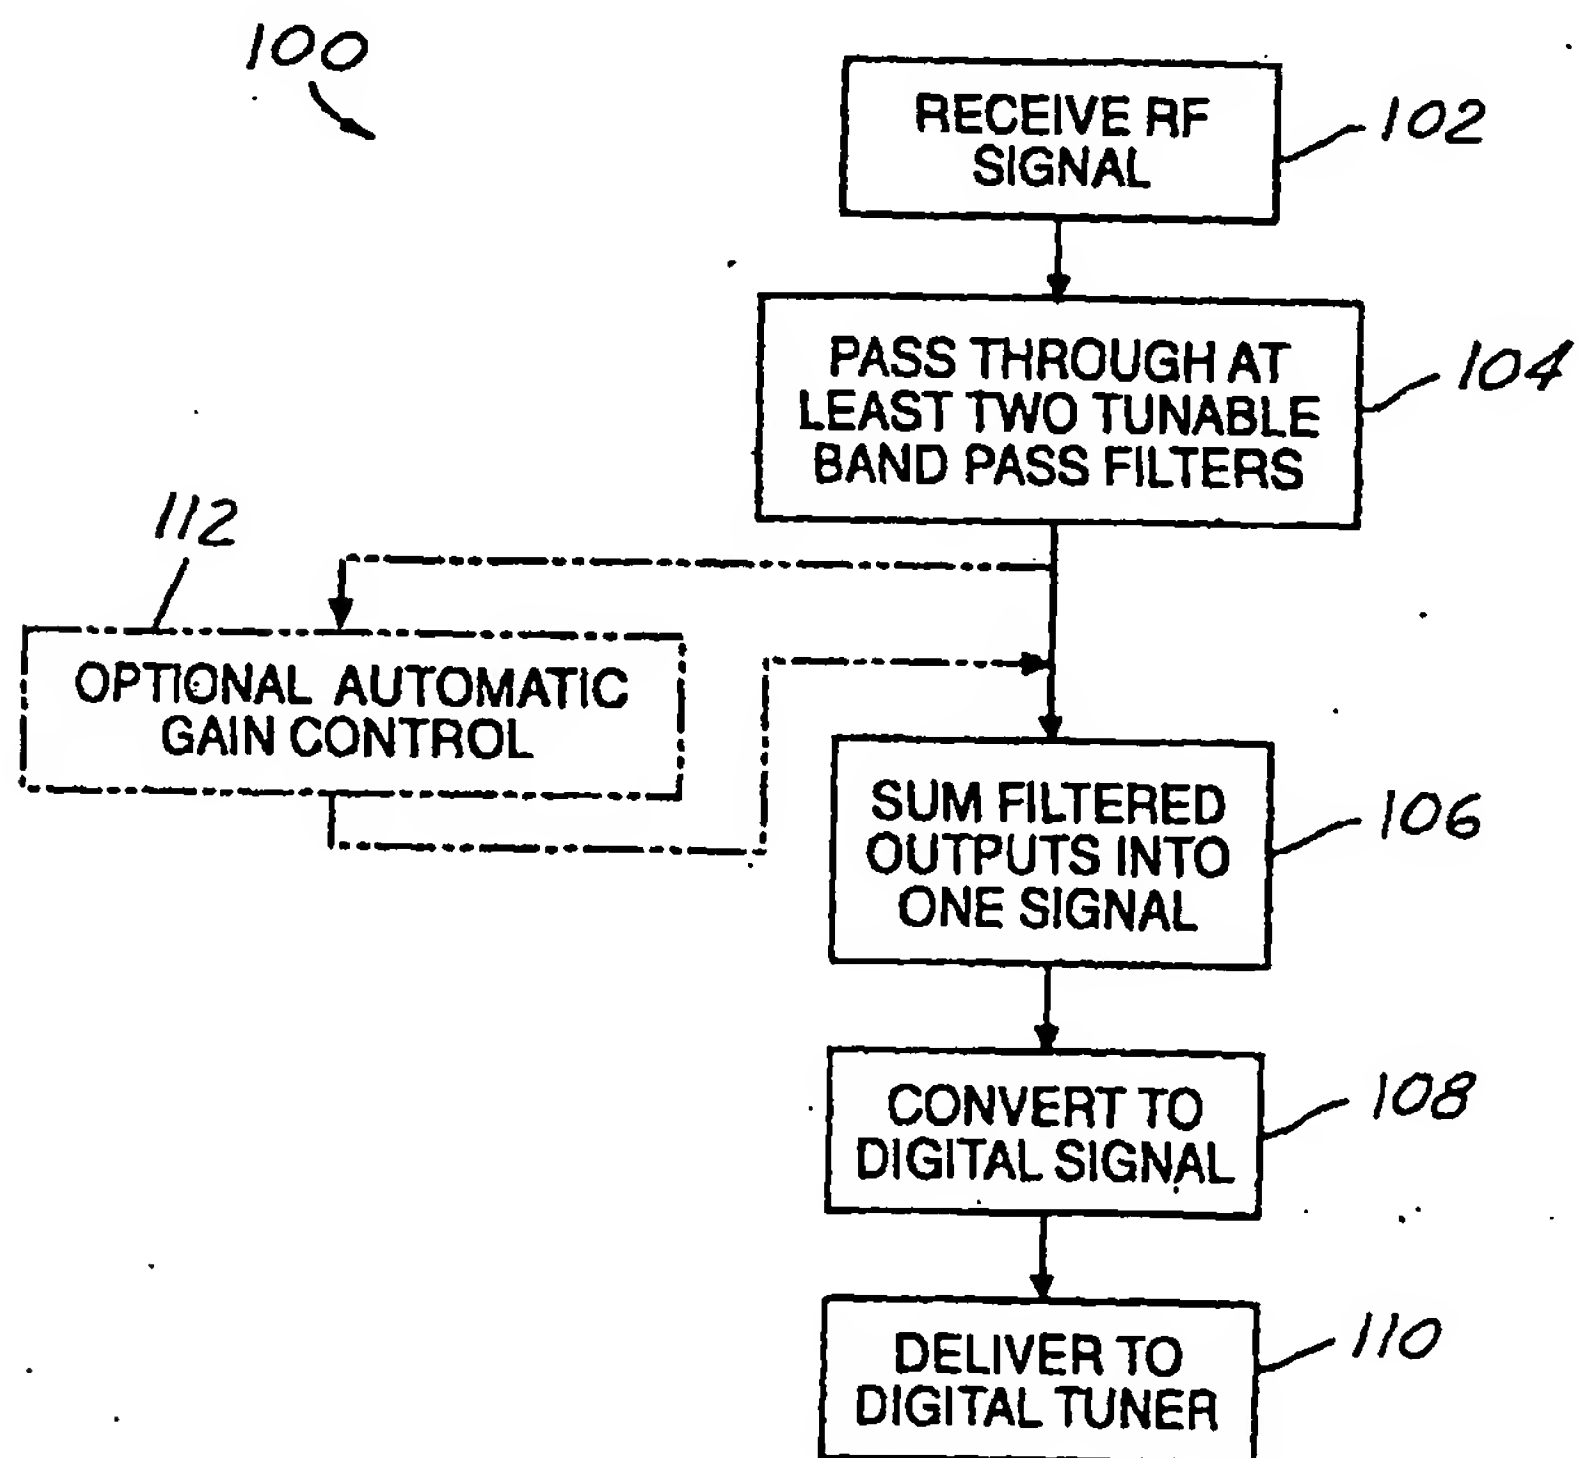 100
RECEIVE RF
SIGNAL
102
PASS THROUGH AT
LEAST TWO TUNABLE
BAND PASS FILTERS
104
112
OPTIONAL AUTOMATIC
GAIN CONTROL
SUM FILTERED
OUTPUTS INTO
ONE SIGNAL
106
CONVERT TO
DIGITAL SIGNAL
108
DELIVER TO
DIGITAL TUNER
110